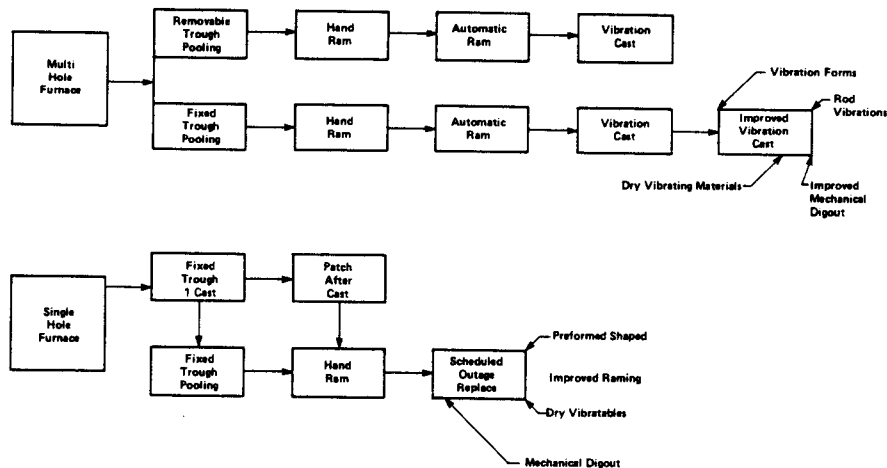 Multi
Hole
Furnace
Removable
Trough
Pooling
Hand
Ram
Automatic
Ram
Vibration
Cast
Fixed
Trough
Pooling
Hand
Ram
Automatic
Ram
Vibration
Cast
Improved
Vibration
Cast
Vibration Forms
Rod
Vibrations
Dry Vibrating Materials
Improved
Mechanical
Digout
Single
Hole
Furnace
Fixed
Trough
1 Cast
Patch
After
Cast
Fixed
Trough
Pooling
Hand
Ram
Scheduled
Outage
Replace
Preformed Shaped
Improved Raming
Dry Vibratables
Mechanical Digout